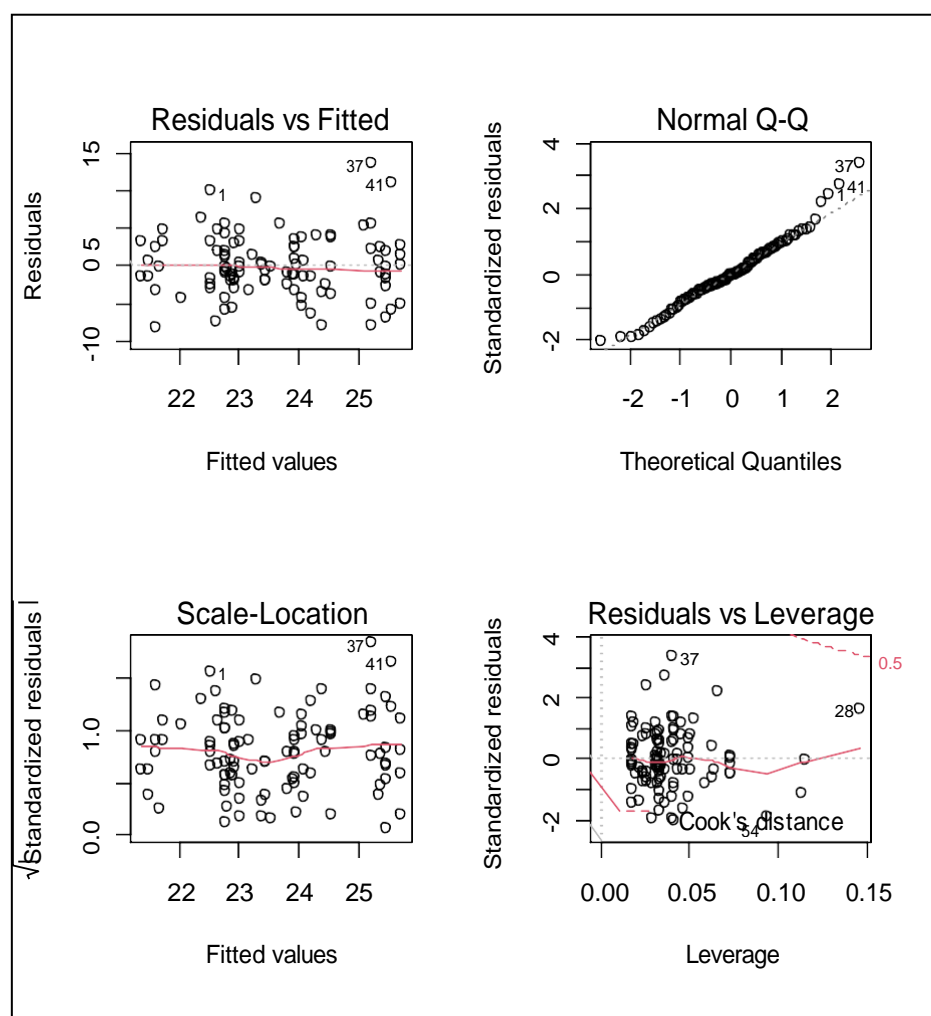 Residuals vs Fitted
Residuals
15
5
0
-10
37
41
1
22 23 24 25
Fitted values
Normal Q-Q
Standardized residuals
4
2
0
-2
37
41
1
-2 -1 0 1 2
Theoretical Quantiles
Scale-Location
√|Standardized residuals|
1.0
0.0
37
41
1
22 23 24 25
Fitted values
Residuals vs Leverage
Standardized residuals
4
2
0
-2
37
0.5
28
Cook's distance
54
0.00 0.05 0.10 0.15
Leverage